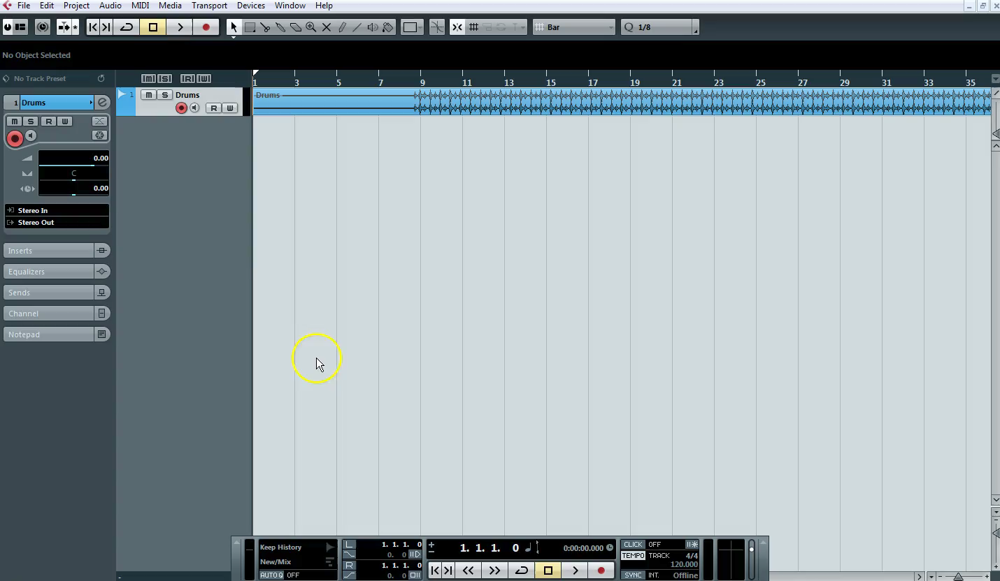 File Edit Project Audio MIDI Media Transport Devices Window Help
Bar
Q 1/8
No Object Selected
No Track Preset
M S R W
1 3 5 7 9 11 13 15 17 19 21 23 25 27 29 31 33 35
1 Drums
1 M S Drums
R W
Drums
M S R W
0.00
C
0.00
Stereo In
Stereo Out
Inserts
Equalizers
Sends
Channel
Notepad
Keep History
New/Mix
AUTO Q OFF
L 1. 1. 1. 0
0. 0
R 1. 1. 1. 0
0. 0
1. 1. 1. 0
0:00:00.000
CLICK OFF
TEMPO TRACK 4/4
120.000
SYNC INT. Offline